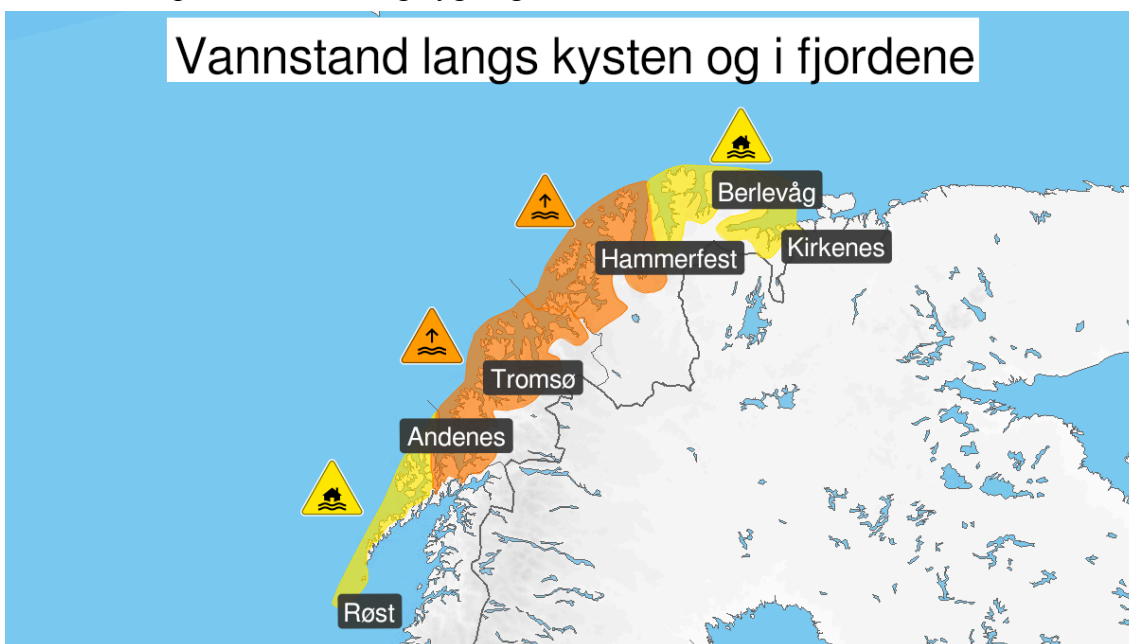 Vannstand langs kysten og i fjordene
Berlevåg
Kirkenes
Hammerfest
Tromsø
Andenes
Røst